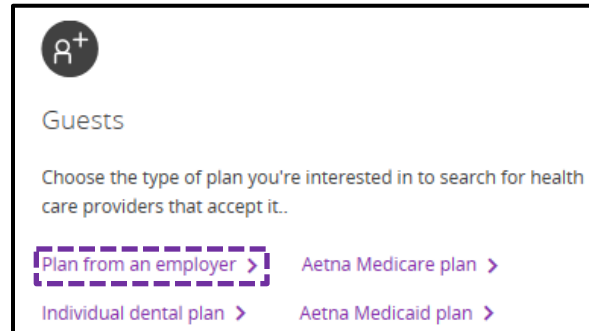 Guests
Choose the type of plan you're interested in to search for health
care providers that accept it..
Plan from an employer > Aetna Medicare plan >
Individual dental plan > Aetna Medicaid plan >